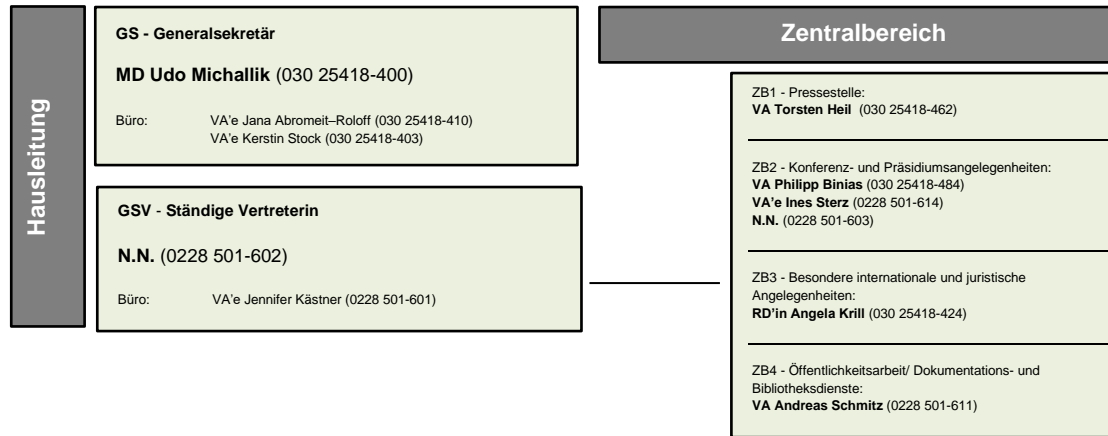 Hausleitung
GS - Generalsekretär
MD Udo Michallik (030 25418-400)
Büro: VA'e Jana Abromeit–Roloff (030 25418-410)
VA'e Kerstin Stock (030 25418-403)
GSV - Ständige Vertreterin
N.N. (0228 501-602)
Büro: VA'e Jennifer Kästner (0228 501-601)
Zentralbereich
ZB1 - Pressestelle:
VA Torsten Heil (030 25418-462)
ZB2 - Konferenz- und Präsidiumsangelegenheiten:
VA Philipp Binias (030 25418-484)
VA'e Ines Sterz (0228 501-614)
N.N. (0228 501-603)
ZB3 - Besondere internationale und juristische
Angelegenheiten:
RD'in Angela Krill (030 25418-424)
ZB4 - Öffentlichkeitsarbeit/ Dokumentations- und
Bibliotheksdienste:
VA Andreas Schmitz (0228 501-611)